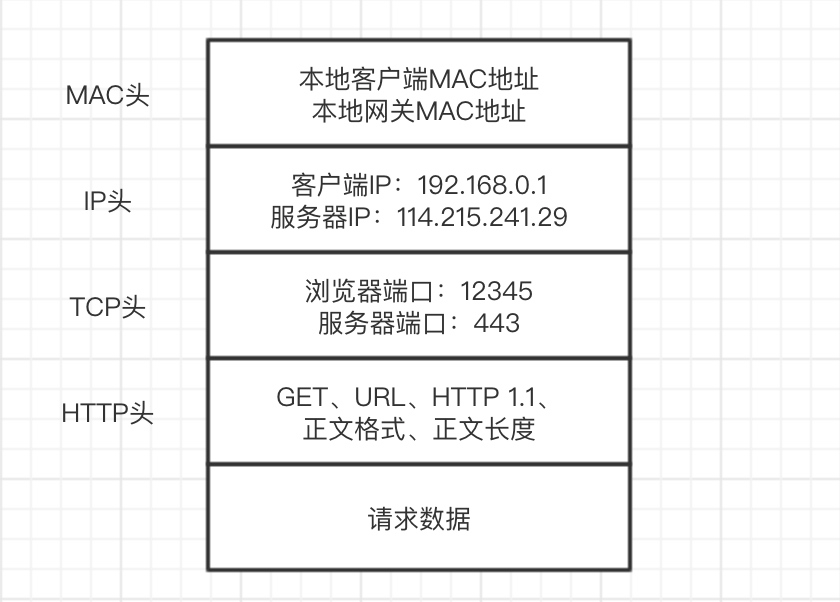 MAC头
本地客户端MAC地址
本地网关MAC地址
IP头
客户端IP：192.168.0.1
服务器IP：114.215.241.29
TCP头
浏览器端口：12345
服务器端口：443
HTTP头
GET、URL、HTTP 1.1、
正文格式、正文长度
请求数据